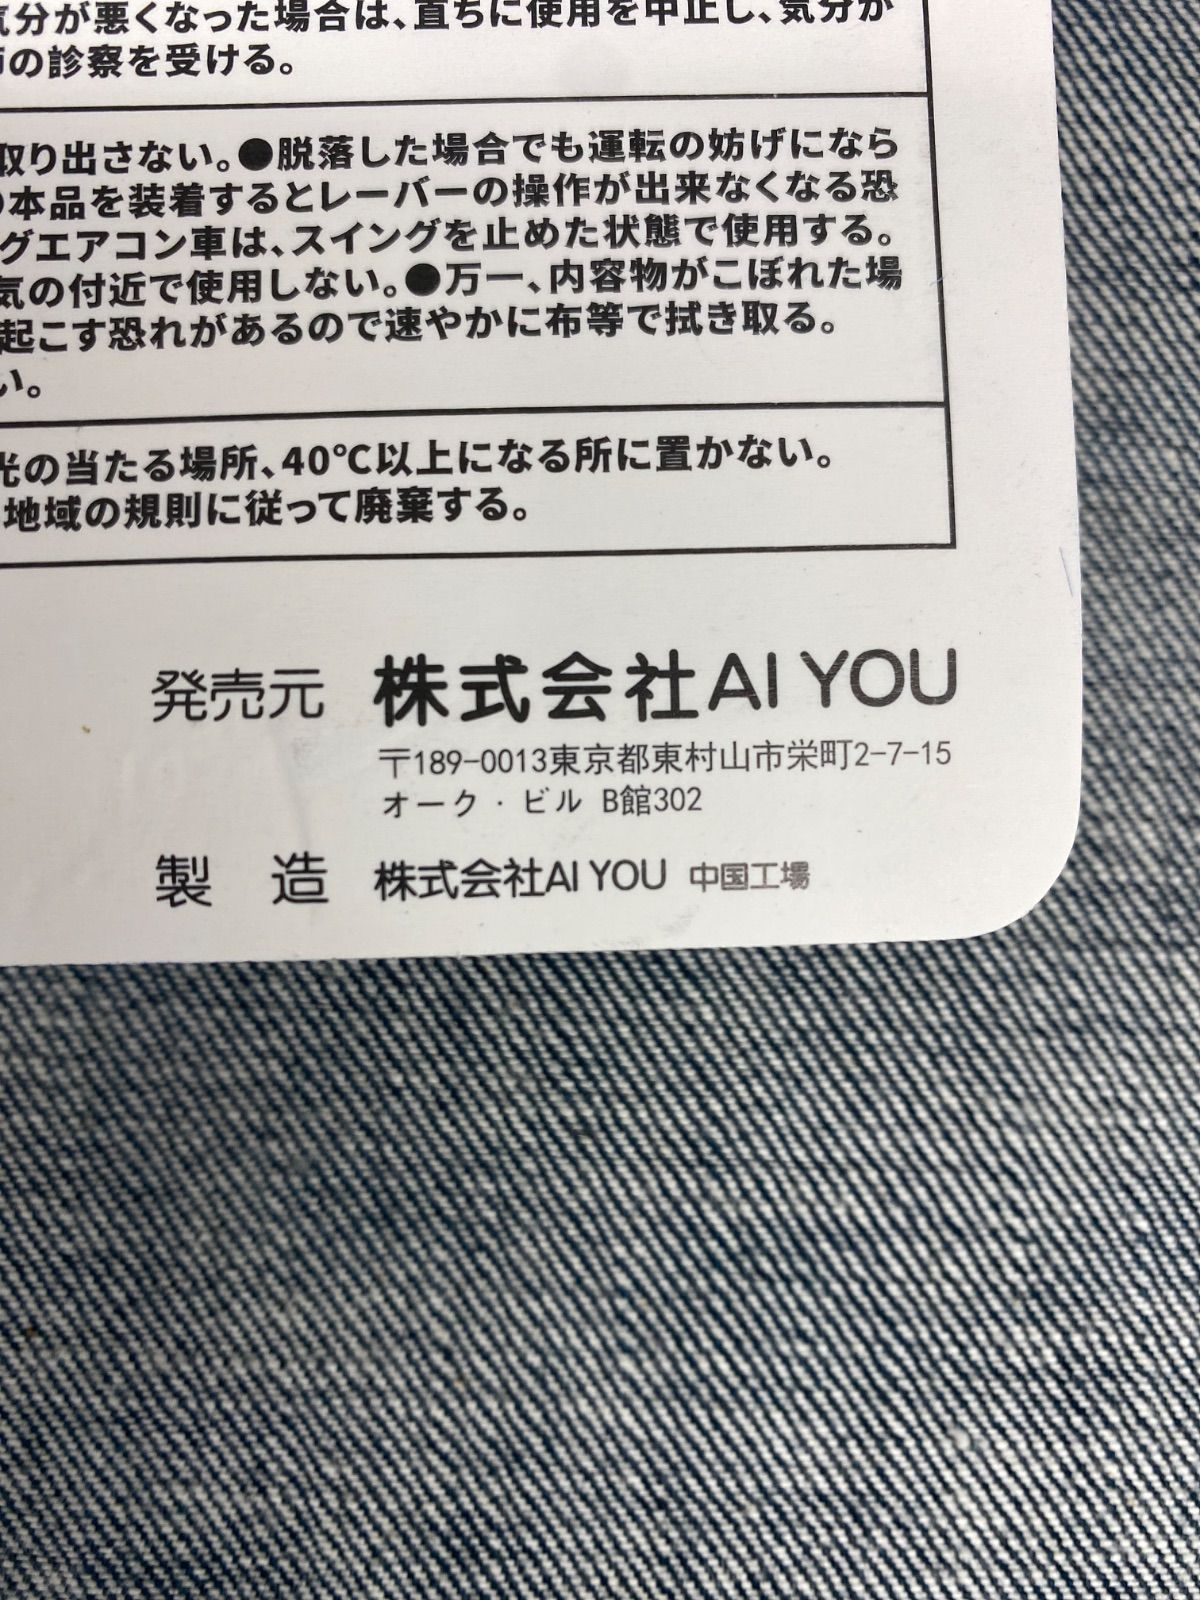 気分が悪くなった場合は、直ちに使用を中止し、気分が
師の診察を受ける。
取り出さない。●脱落した場合でも運転の妨げになら
●本品を装着するとレーバーの操作が出来なくなる恐
グエアコン車は、スイングを止めた状態で使用する。
気の付近で使用しない。●万一、内容物がこぼれた場
起こす恐れがあるので速やかに布等で拭き取る。
い。
光の当たる場所、40℃以上になる所に置かない。
地域の規則に従って廃棄する。
発売元 株式会社AI YOU
〒189-0013東京都東村山市栄町2-7-15
オーク・ビル B館302
製 造 株式会社AI YOU 中国工場